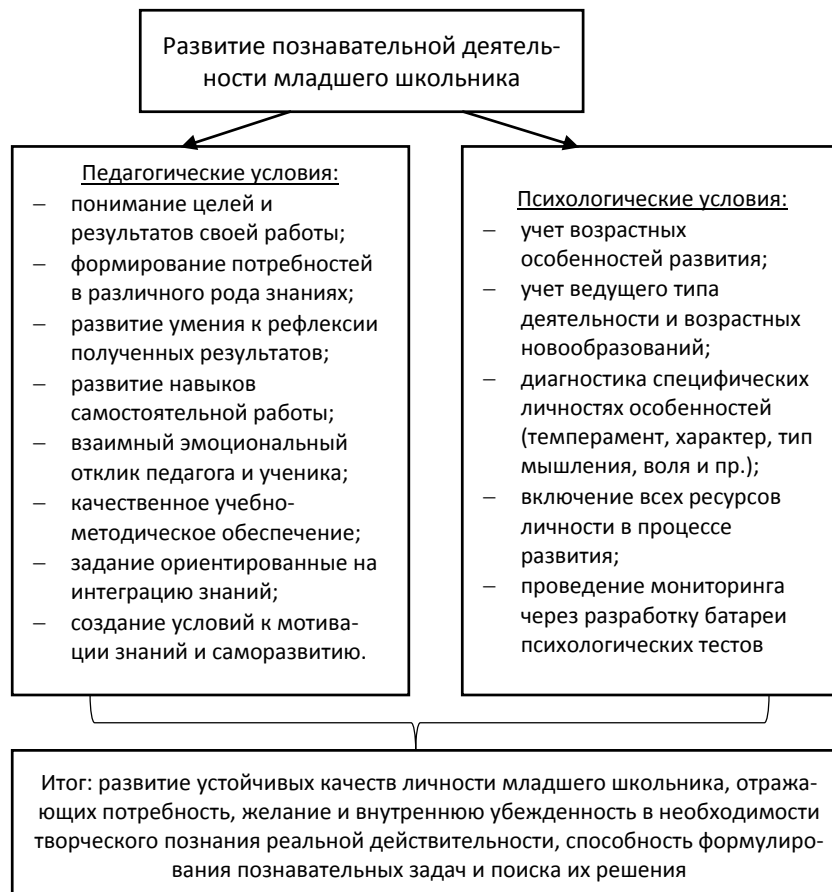 Развитие познавательной деятель-
ности младшего школьника
Педагогические условия:
– понимание целей и
результатов своей работы;
– формирование потребностей
в различного рода знаниях;
– развитие умения к рефлексии
полученных результатов;
– развитие навыков
самостоятельной работы;
– взаимный эмоциональный
отклик педагога и ученика;
– качественное учебно-
методическое обеспечение;
– задание ориентированные на
интеграцию знаний;
– создание условий к мотива-
ции знаний и саморазвитию.
Психологические условия:
– учет возрастных
особенностей развития;
– учет ведущего типа
деятельности и возрастных
новообразований;
– диагностика специфических
личностях особенностей
(темперамент, характер, тип
мышления, воля и пр.);
– включение всех ресурсов
личности в процессе
развития;
– проведение мониторинга
через разработку батареи
психологических тестов
Итог: развитие устойчивых качеств личности младшего школьника, отража-
ющих потребность, желание и внутреннюю убежденность в необходимости
творческого познания реальной действительности, способность формулиро-
вания познавательных задач и поиска их решения